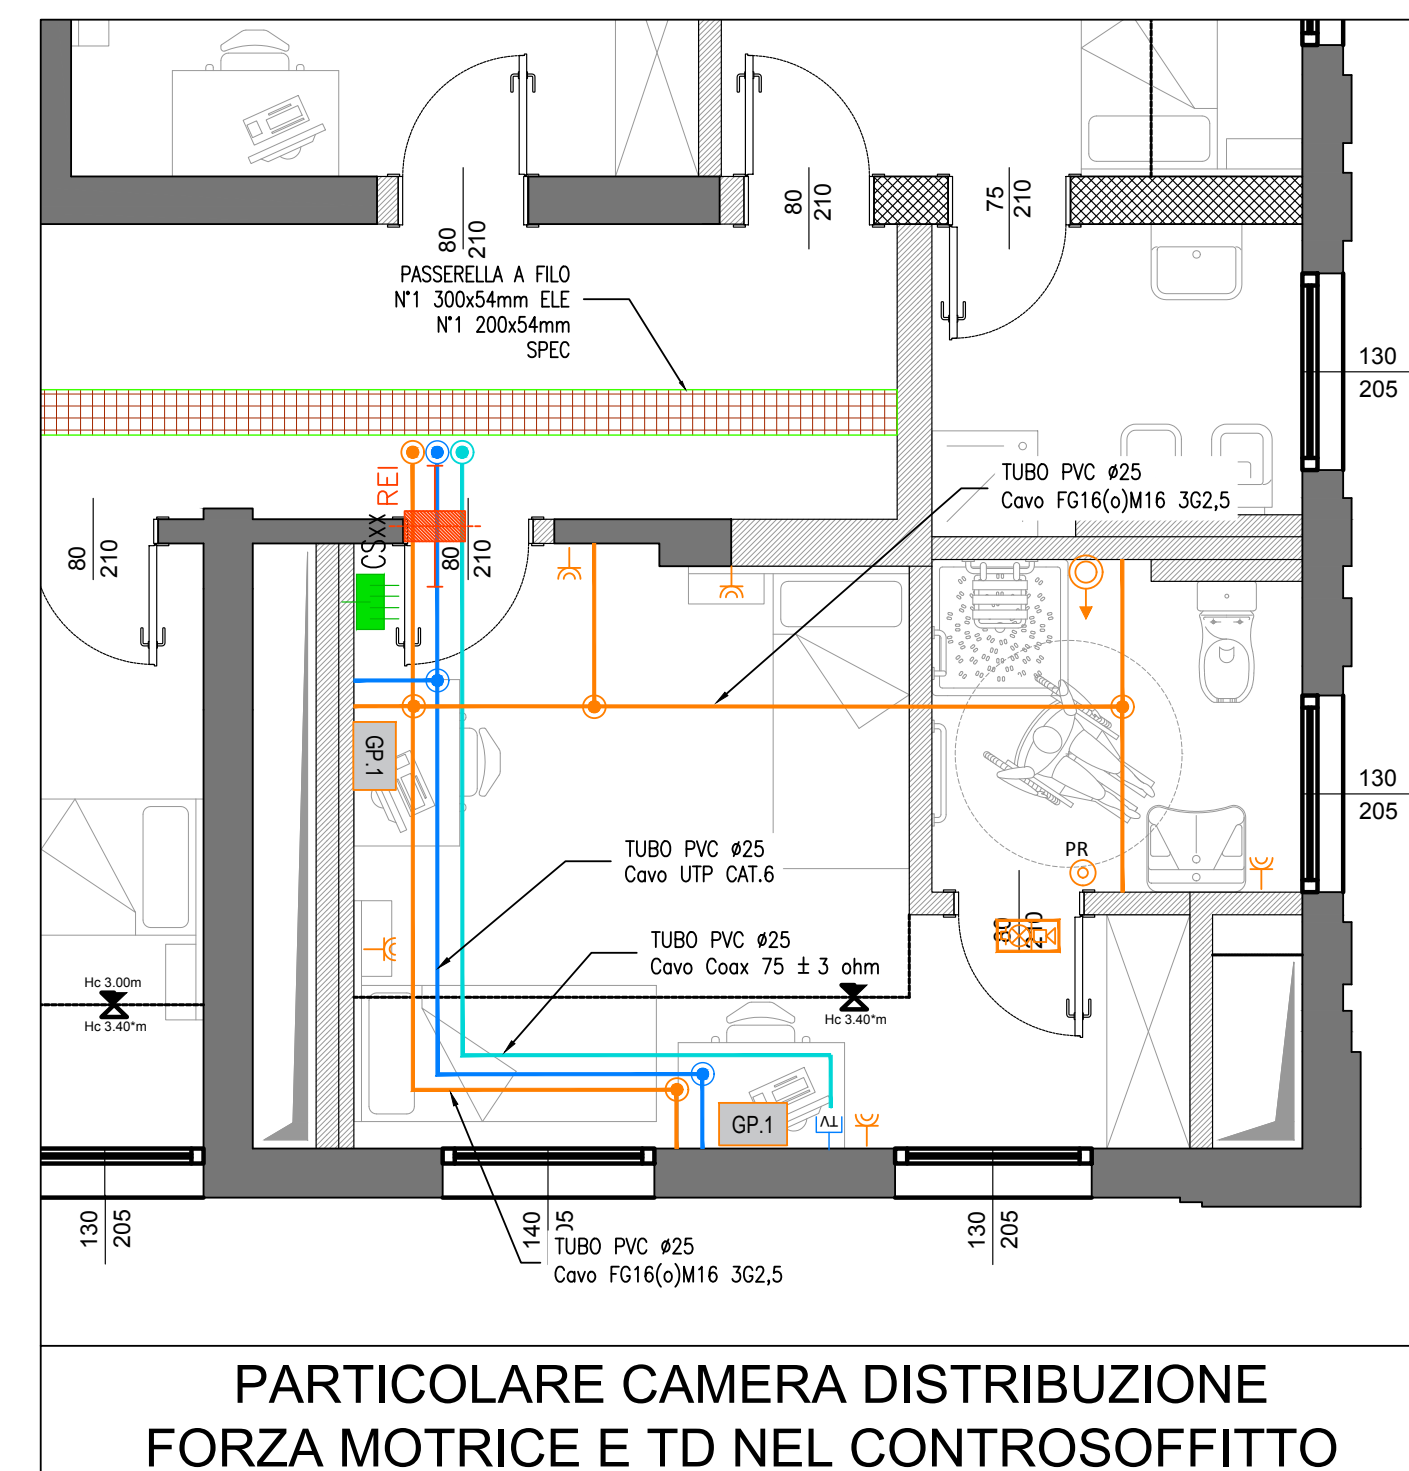 80
210
80
210
75
210
PASSERELLA A FILO
N°1 300x54mm ELE
N°1 200x54mm
SPEC
130
205
TUBO PVC ø25
Cavo FG16(o)M16 3G2,5
REI
CSxx
80
210
80
210
GP.1
130
205
TUBO PVC ø25
Cavo UTP CAT.6
PR
TUBO PVC ø25
Cavo Coax 75 ± 3 ohm
80
210
Hc 3.00m
Hc 3.40*m
Hc 3.40*m
GP.1
TV
130
205
140
TUBO PVC ø25
Cavo FG16(o)M16 3G2,5
130
205
PARTICOLARE CAMERA DISTRIBUZIONE
FORZA MOTRICE E TD NEL CONTROSOFFITTO